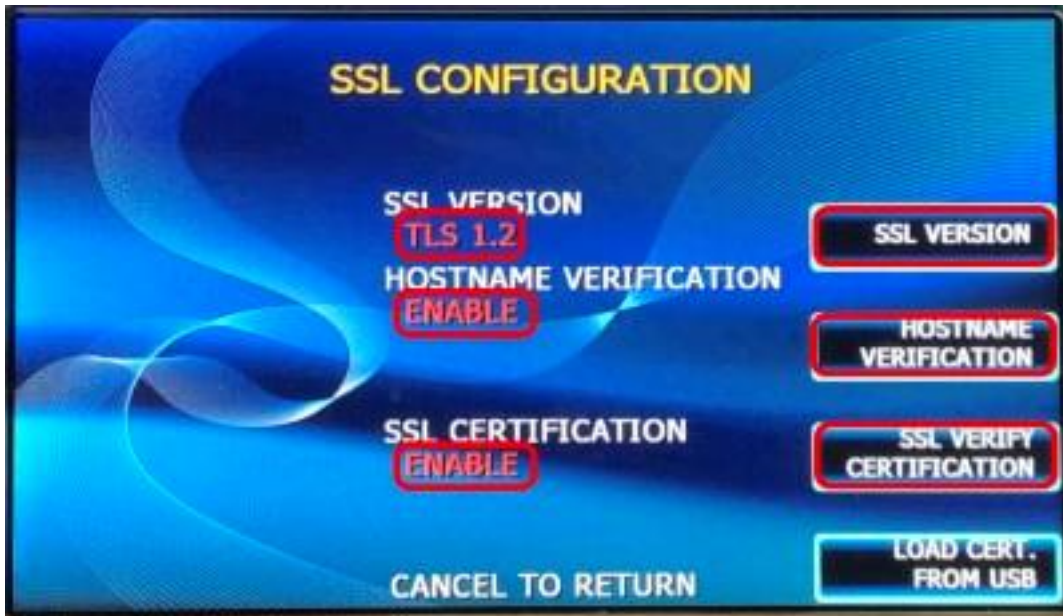 SSL CONFIGURATION
SSL VERSION
TLS 1.2
HOSTNAME VERIFICATION
ENABLE
SSL CERTIFICATION
ENABLE
CANCEL TO RETURN
SSL VERSION
HOSTNAME
VERIFICATION
SSL VERIFY
CERTIFICATION
LOAD CERT.
FROM USB